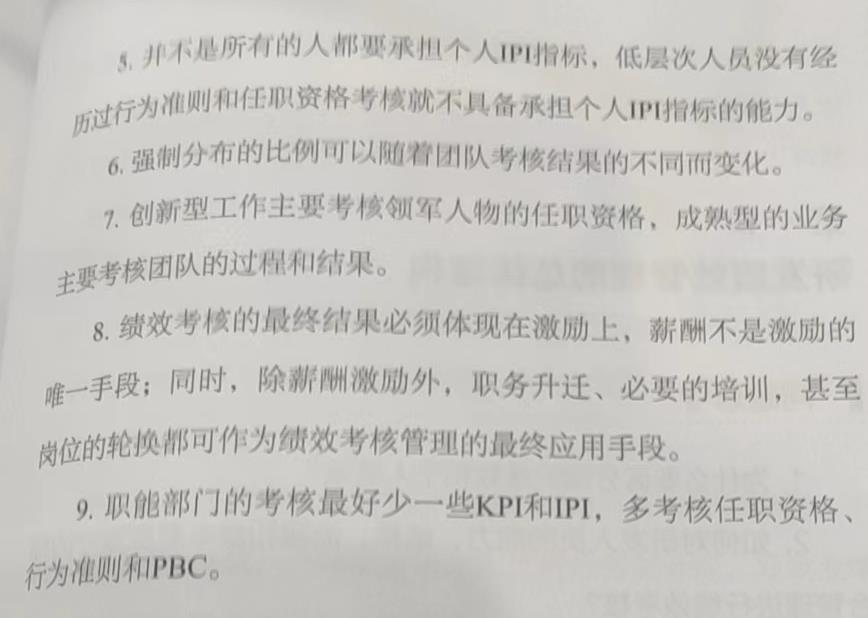 5. 并不是所有的人都要承担个人IPI指标，低层次人员没有经
历过行为准则和任职资格考核就不具备承担个人IPI指标的能力。
6. 强制分布的比例可以随着团队考核结果的不同而变化。
7. 创新型工作主要考核领军人物的任职资格，成熟型的业务
主要考核团队的过程和结果。
8. 绩效考核的最终结果必须体现在激励上，薪酬不是激励的
唯一手段；同时，除薪酬激励外，职务升迁、必要的培训，甚至
岗位的轮换都可作为绩效考核管理的最终应用手段。
9. 职能部门的考核最好少一些KPI和IPI，多考核任职资格、
行为准则和PBC。